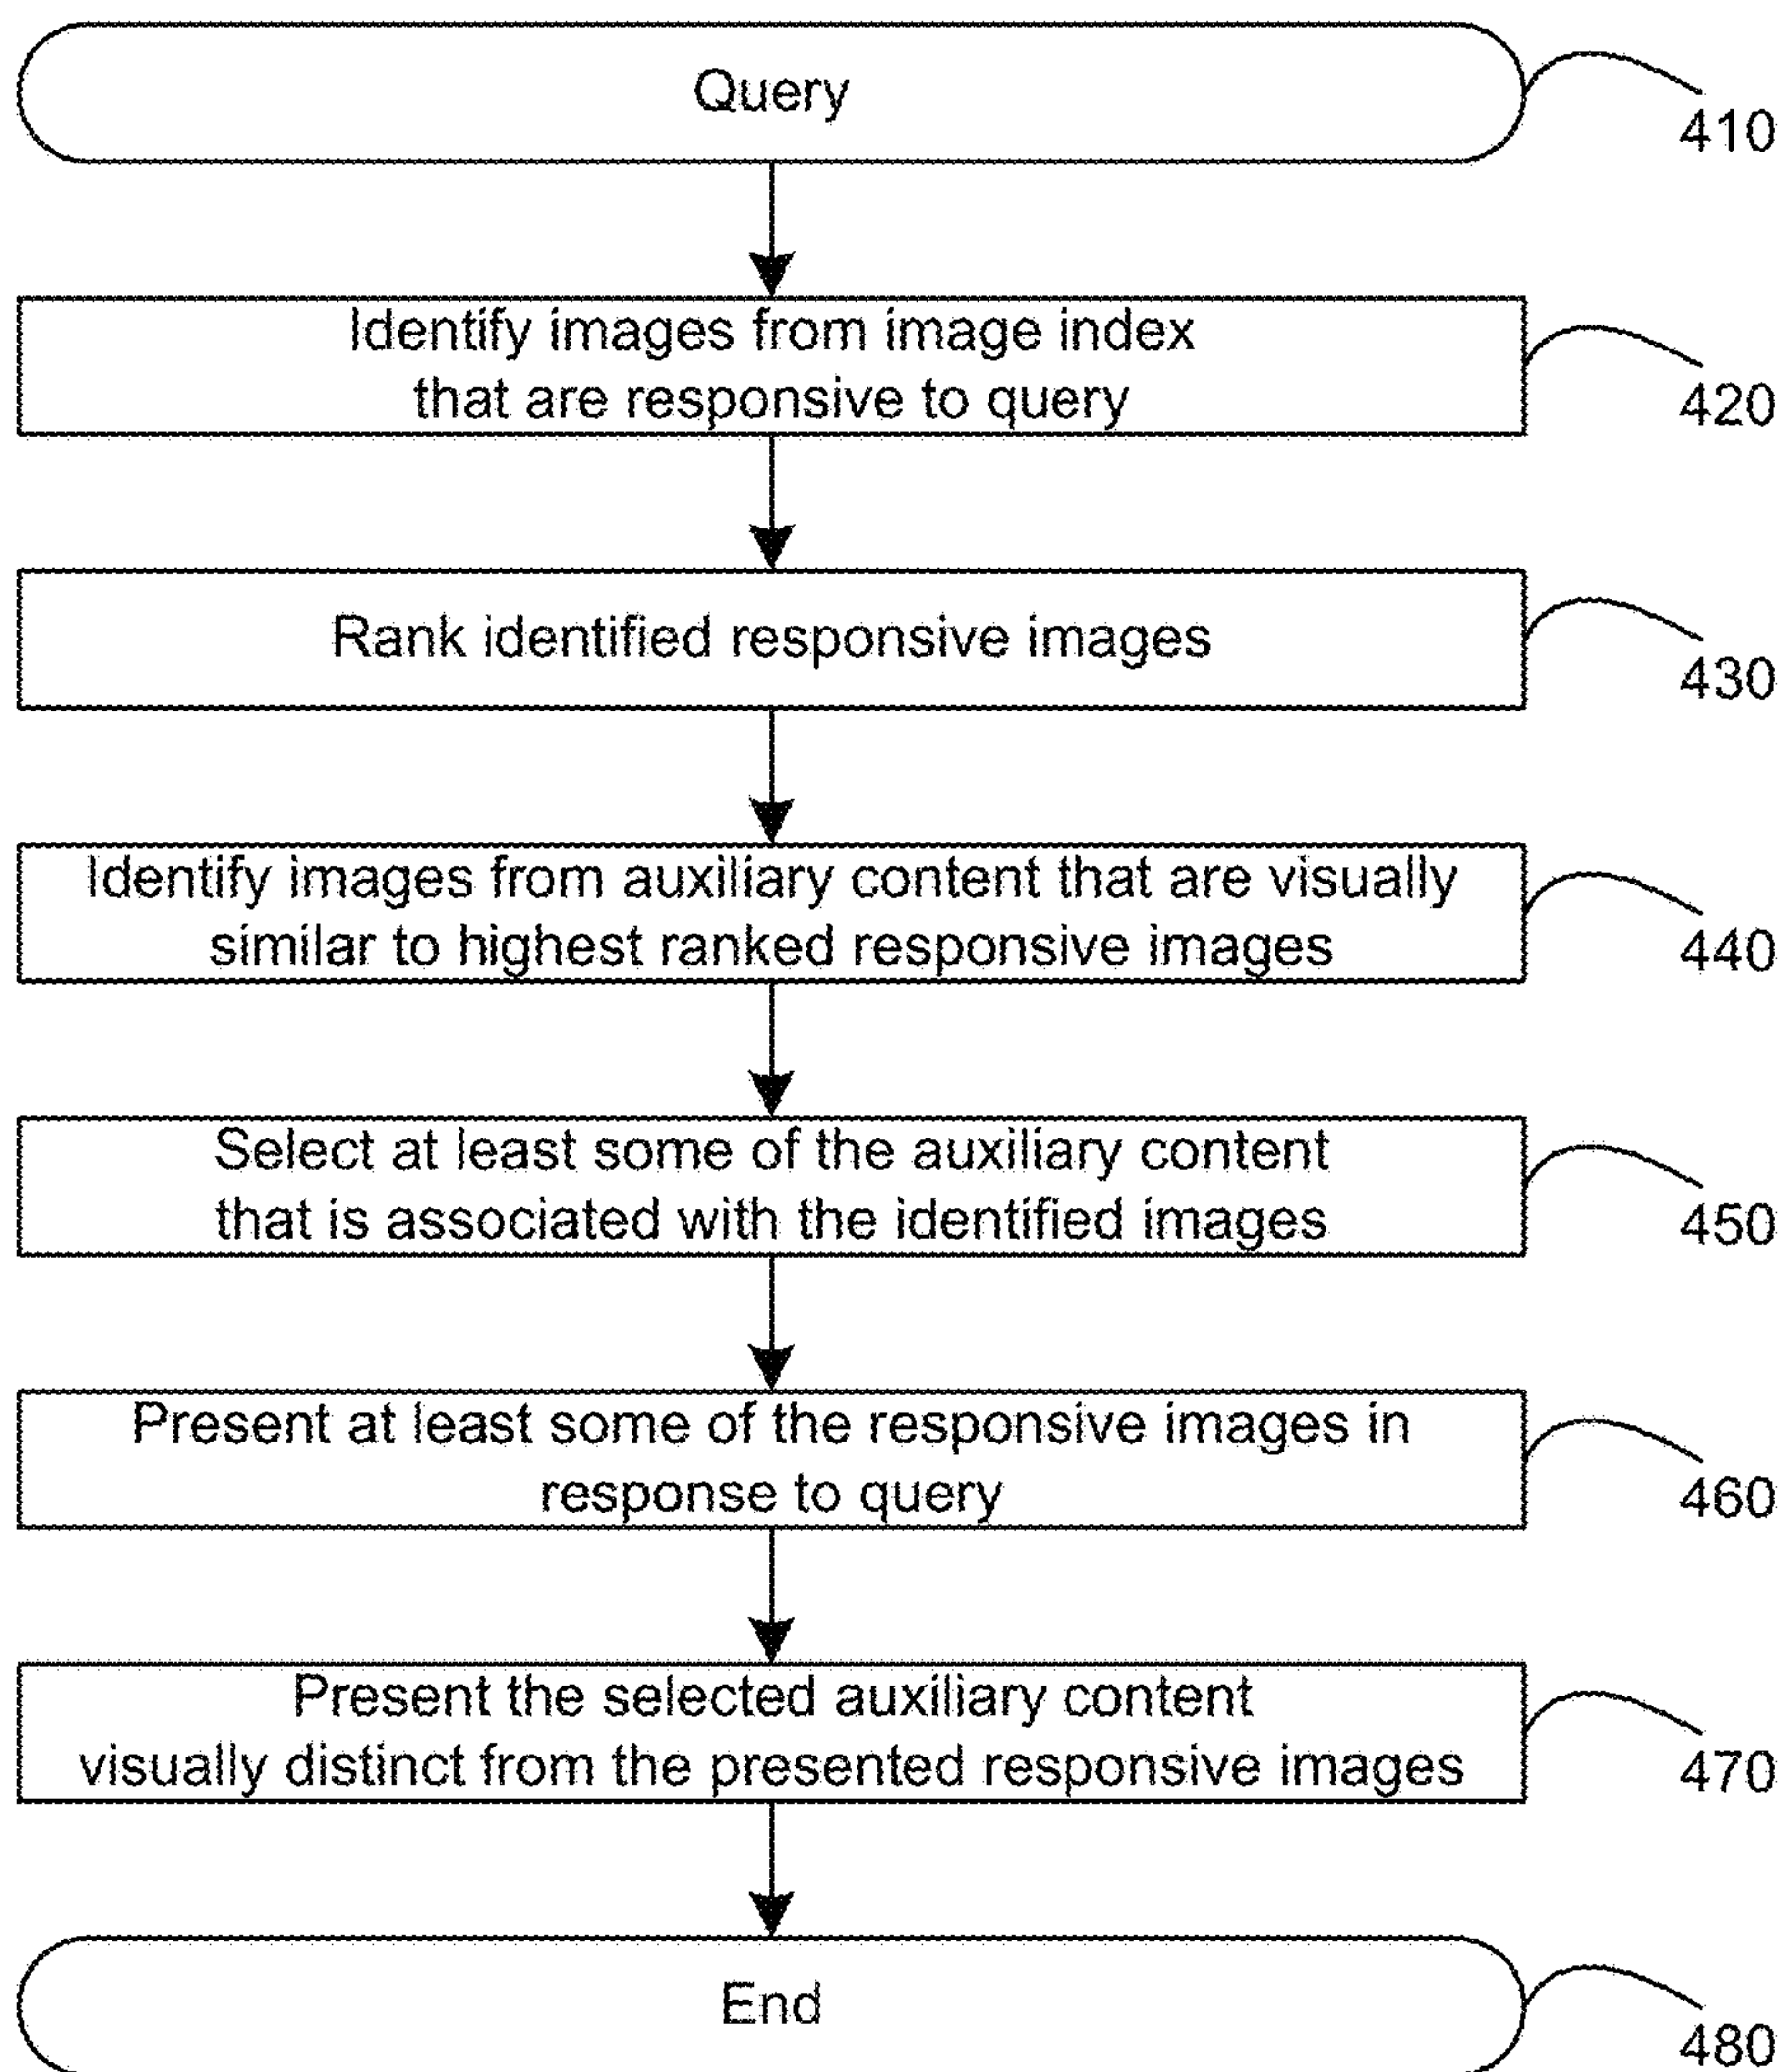 Query
410
Identify images from image index
that are responsive to query
420
Rank identified responsive images
430
Identify images from auxiliary content that are visually
similar to highest ranked responsive images
440
Select at least some of the auxiliary content
that is associated with the identified images
450
Present at least some of the responsive images in
response to query
460
Present the selected auxiliary content
visually distinct from the presented responsive images
470
End
480